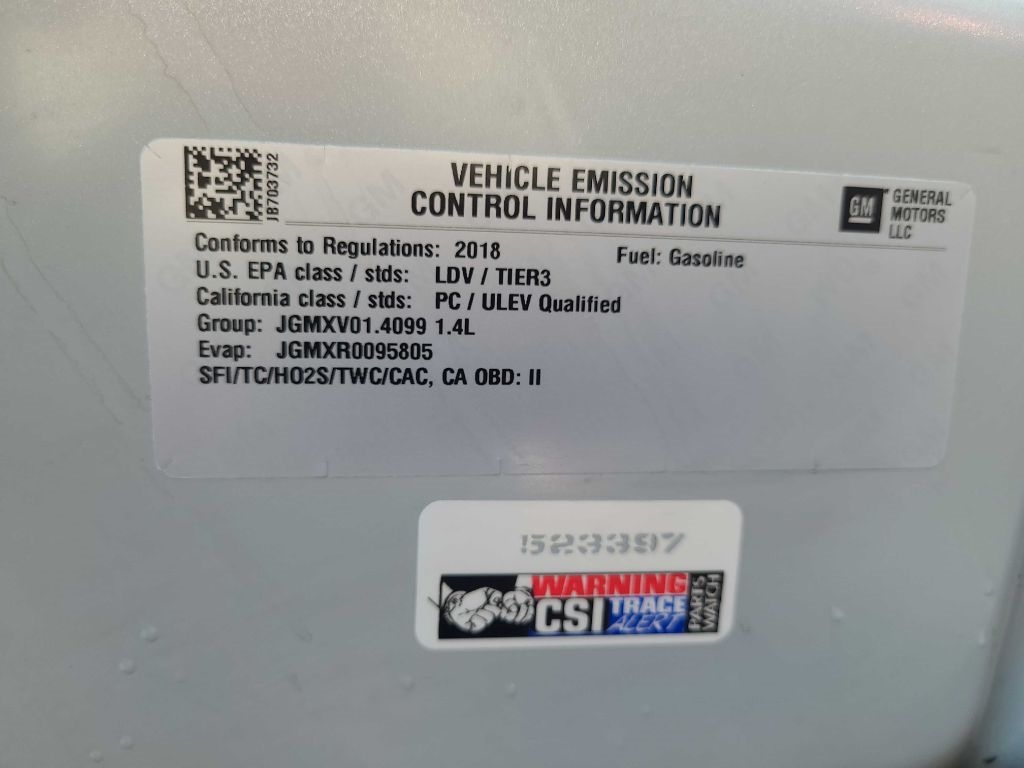 JB703732
VEHICLE EMISSION
CONTROL INFORMATION
GM
GENERAL
MOTORS
LLC
Conforms to Regulations: 2018
Fuel: Gasoline
U.S. EPA class / stds: LDV / TIER3
California class / stds: PC / ULEV Qualified
Group: JGMXV01.4099 1.4L
Evap: JGMXR0095805
SFI/TC/HO2S/TWC/CAC, CA OBD: II
523397
WARNING
CSI TRACE
ALERT
PARTS
MATCH